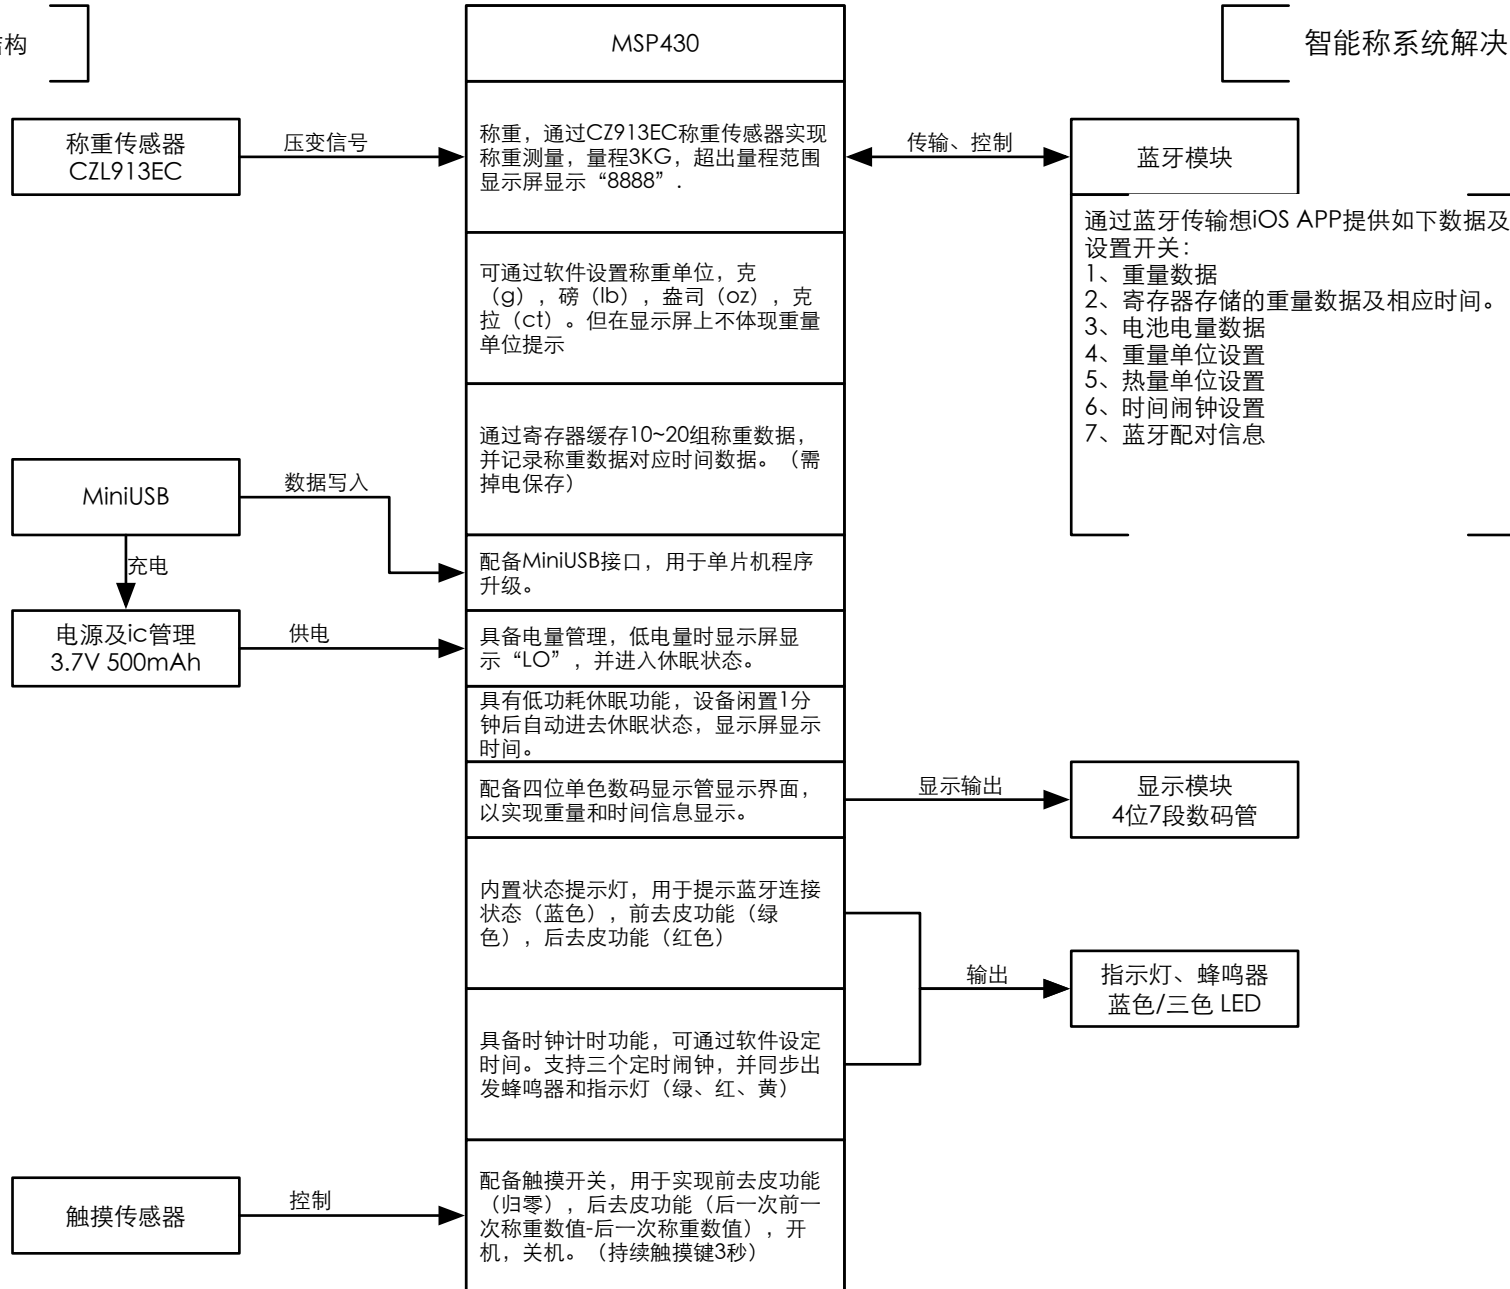 结构
MSP430
智能称系统解决
称重传感器
CZL913EC
压变信号
称重，通过CZ913EC称重传感器实现
称重测量，量程3KG，超出量程范围
显示屏显示“8888”.
传输、控制
蓝牙模块
通过蓝牙传输想iOS APP提供如下数据及
设置开关：
1、重量数据
2、寄存器存储的重量数据及相应时间。
3、电池电量数据
4、重量单位设置
5、热量单位设置
6、时间闹钟设置
7、蓝牙配对信息
可通过软件设置称重单位，克
（g），磅（lb），盎司（oz），克
拉（ct）。但在显示屏上不体现重量
单位提示
通过寄存器缓存10~20组称重数据，
并记录称重数据对应时间数据。（需
掉电保存）
MiniUSB
数据写入
充电
配备MiniUSB接口，用于单片机程序
升级。
电源及ic管理
3.7V 500mAh
供电
具备电量管理，低电量时显示屏显
示“LO”，并进入休眠状态。
具有低功耗休眠功能，设备闲置1分
钟后自动进去休眠状态，显示屏显示
时间。
配备四位单色数码显示管显示界面，
以实现重量和时间信息显示。
显示输出
显示模块
4位7段数码管
内置状态提示灯，用于提示蓝牙连接
状态（蓝色），前去皮功能（绿
色），后去皮功能（红色）
输出
指示灯、蜂鸣器
蓝色/三色 LED
具备时钟计时功能，可通过软件设定
时间。支持三个定时闹钟，并同步出
发蜂鸣器和指示灯（绿、红、黄）
触摸传感器
控制
配备触摸开关，用于实现前去皮功能
（归零），后去皮功能（后一次前一
次称重数值-后一次称重数值），开
机，关机。（持续触摸键3秒）